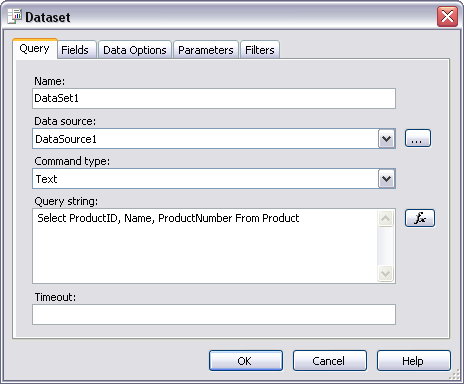 Dataset
Query Fields Data Options Parameters Filters
Name:
DataSet1
Data source:
DataSource1
...
Command type:
Text
Query string:
Select ProductID, Name, ProductNumber From Product
fx
Timeout:
OK Cancel Help